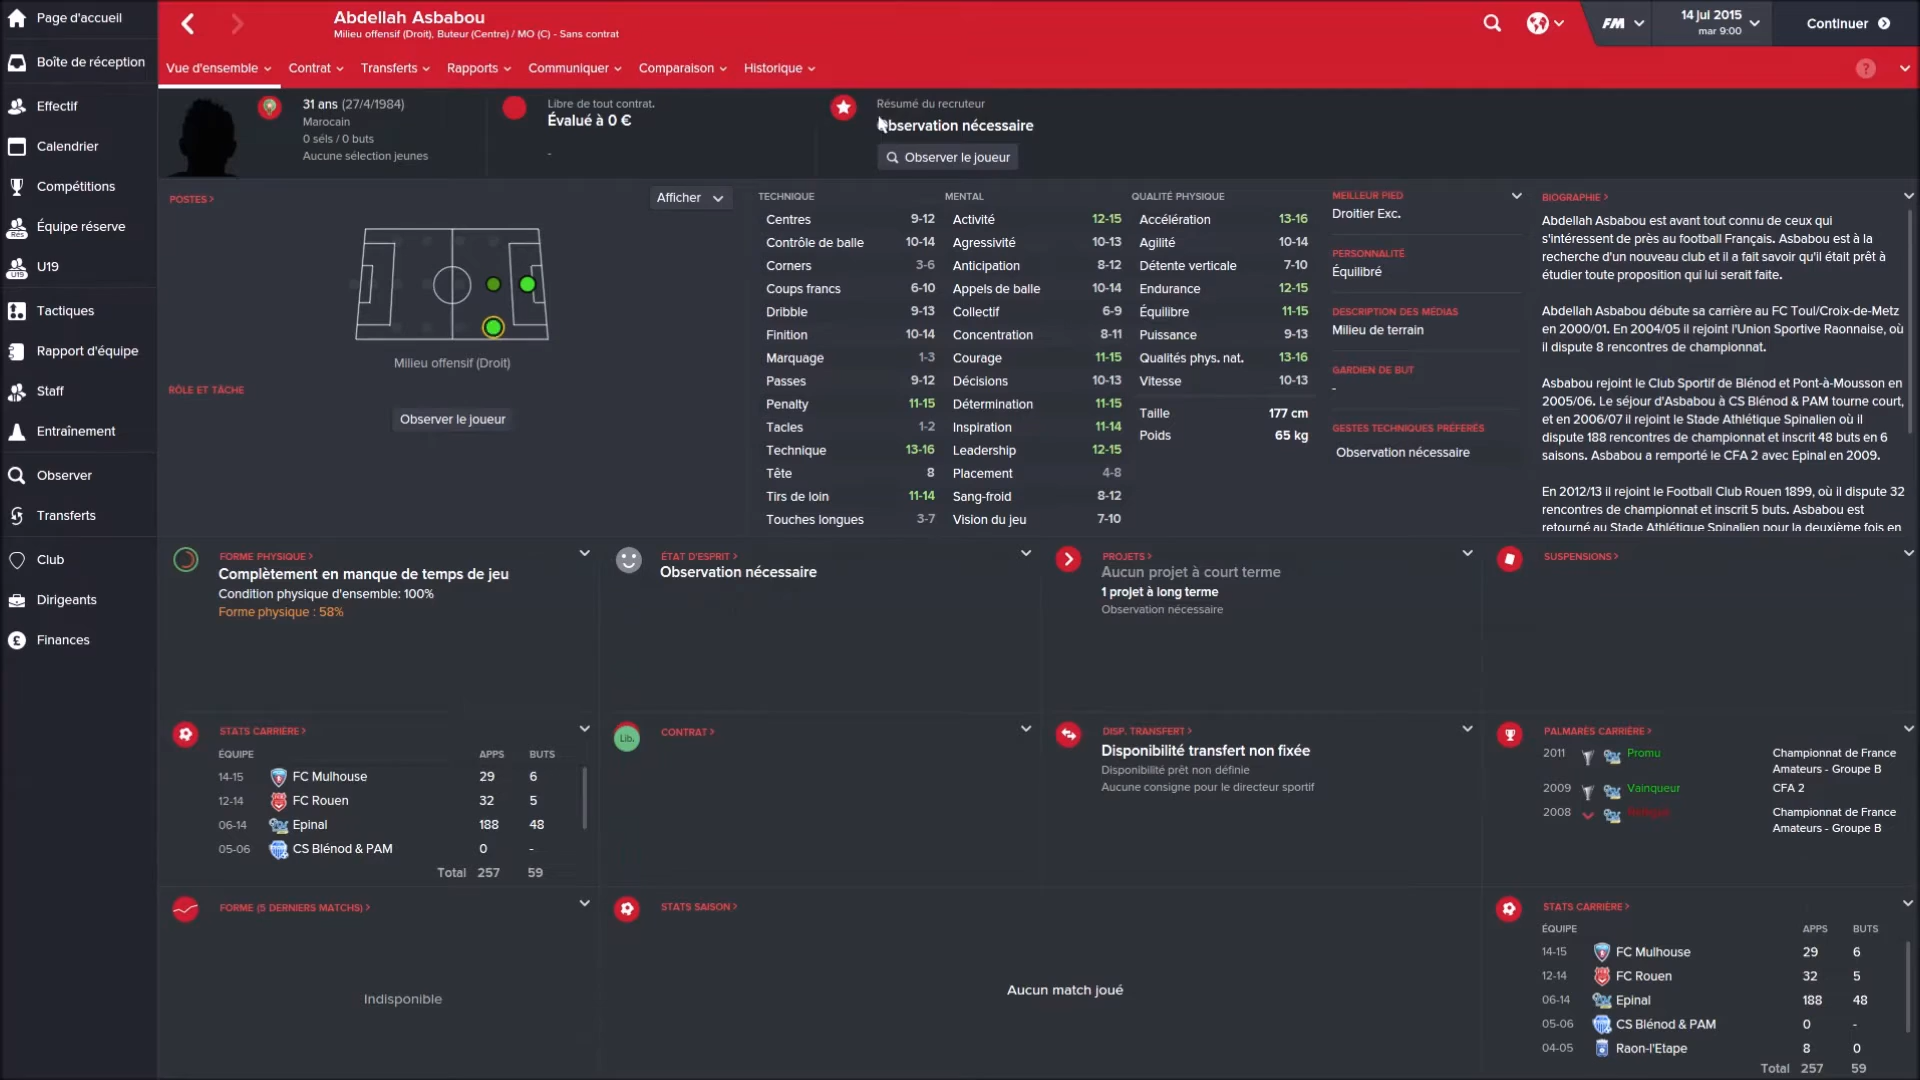 Page d'accueil
Boîte de réception
Effectif
Calendrier
Compétitions
Équipe réserve
U19
Tactiques
Rapport d'équipe
Staff
Entraînement
Observer
Transferts
Club
Dirigeants
Finances
Abdellah Asbabou
Milieu offensif (Droit), Buteur (Centre) / MO (C) - Sans contrat
FM
14 jul 2015
mar 9:00
Continuer
Vue d'ensemble
Contrat
Transferts
Rapports
Communiquer
Comparaison
Historique
?
31 ans (27/4/1984)
Marocain
0 séls / 0 buts
Aucune sélection jeunes
Libre de tout contrat.
Évalué à 0 €
-
Résumé du recruteur
Observation nécessaire
Observer le joueur
POSTES >
Afficher
Milieu offensif (Droit)
RÔLE ET TÂCHE
Observer le joueur
TECHNIQUE
Centres 9-12
Contrôle de balle 10-14
Corners 3-6
Coups francs 6-10
Dribble 9-13
Finition 10-14
Marquage 1-3
Passes 9-12
Penalty 11-15
Tacles 1-2
Technique 13-16
Tête 8
Tirs de loin 11-14
Touches longues 3-7
MENTAL
Activité 12-15
Agressivité 10-13
Anticipation 8-12
Appels de balle 10-14
Collectif 6-9
Concentration 8-11
Courage 11-15
Décisions 10-13
Détermination 11-15
Inspiration 11-14
Leadership 12-15
Placement 4-8
Sang-froid 8-12
Vision du jeu 7-10
QUALITÉ PHYSIQUE
Accélération 13-16
Agilité 10-14
Détente verticale 7-10
Endurance 12-15
Équilibre 11-15
Puissance 9-13
Qualités phys. nat. 13-16
Vitesse 10-13
Taille 177 cm
Poids 65 kg
MEILLEUR PIED
Droitier Exc.
PERSONNALITÉ
Équilibré
DESCRIPTION DES MÉDIAS
Milieu de terrain
GARDIEN DE BUT
-
GESTES TECHNIQUES PRÉFÉRÉS
Observation nécessaire
BIOGRAPHIE >
Abdellah Asbabou est avant tout connu de ceux qui
s'intéressent de près au football Français. Asbabou est à la
recherche d'un nouveau club et il a fait savoir qu'il était prêt à
étudier toute proposition qui lui serait faite.
Abdellah Asbabou débute sa carrière au FC Toul/Croix-de-Metz
en 2000/01. En 2004/05 il rejoint l'Union Sportive Raonnaise, où
il dispute 8 rencontres de championnat.
Asbabou rejoint le Club Sportif de Blénod et Pont-à-Mousson en
2005/06. Le séjour d'Asbabou à CS Blénod & PAM tourne court,
et en 2006/07 il rejoint le Stade Athlétique Spinalien où il
dispute 188 rencontres de championnat et inscrit 48 buts en 6
saisons. Asbabou a remporté le CFA 2 avec Epinal en 2009.
En 2012/13 il rejoint le Football Club Rouen 1899, où il dispute 32
rencontres de championnat et inscrit 5 buts. Asbabou est
retourné au Stade Athlétique Spinalien pour la deuxième fois en
FORME PHYSIQUE >
Complètement en manque de temps de jeu
Condition physique d'ensemble: 100%
Forme physique : 58%
ÉTAT D'ESPRIT >
Observation nécessaire
PROJETS >
Aucun projet à court terme
1 projet à long terme
Observation nécessaire
SUSPENSIONS >
STATS CARRIÈRE >
ÉQUIPE APPS BUTS
14-15 FC Mulhouse 29 6
12-14 FC Rouen 32 5
06-14 Epinal 188 48
05-06 CS Blénod & PAM 0 -
Total 257 59
Lib.
CONTRAT >
DISP. TRANSFERT >
Disponibilité transfert non fixée
Disponibilité prêt non définie
Aucune consigne pour le directeur sportif
PALMARÈS CARRIÈRE >
2011 Promu Championnat de France
Amateurs - Groupe B
2009 Vainqueur CFA 2
2008 Championnat de France
Amateurs - Groupe B
FORME (5 DERNIERS MATCHS) >
Indisponible
STATS SAISON >
Aucun match joué
STATS CARRIÈRE >
ÉQUIPE APPS BUTS
14-15 FC Mulhouse 29 6
12-14 FC Rouen 32 5
06-14 Epinal 188 48
05-06 CS Blénod & PAM 0 -
04-05 Raon-l'Etape 8 0
Total 257 59